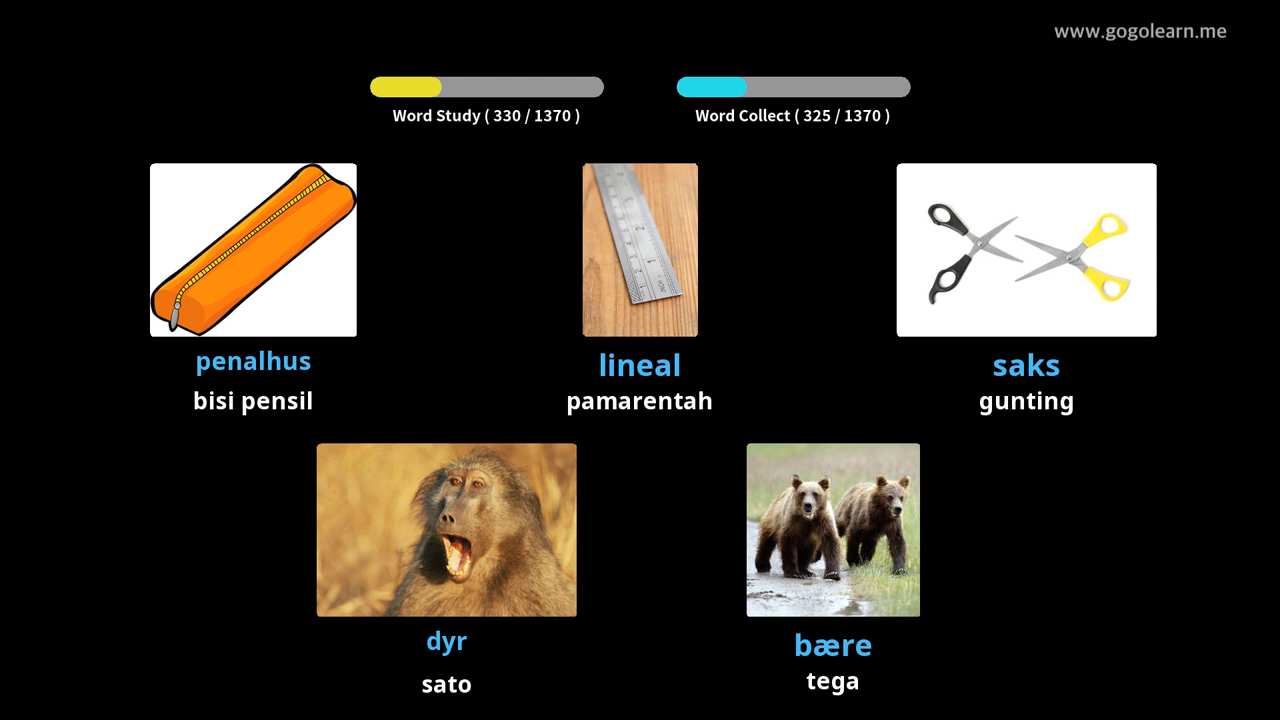 www.gogolearn.me
Word Study ( 330 / 1370 )
Word Collect ( 325 / 1370 )
penalhus
bisi pensil
lineal
pamarentah
saks
gunting
dyr
sato
bære
tega